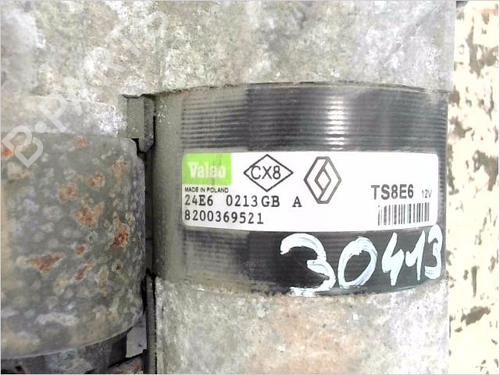 Valeo
CX8
MADE IN POLAND
24E6 0213GB A
8200369521
TS8E6 12V
30413